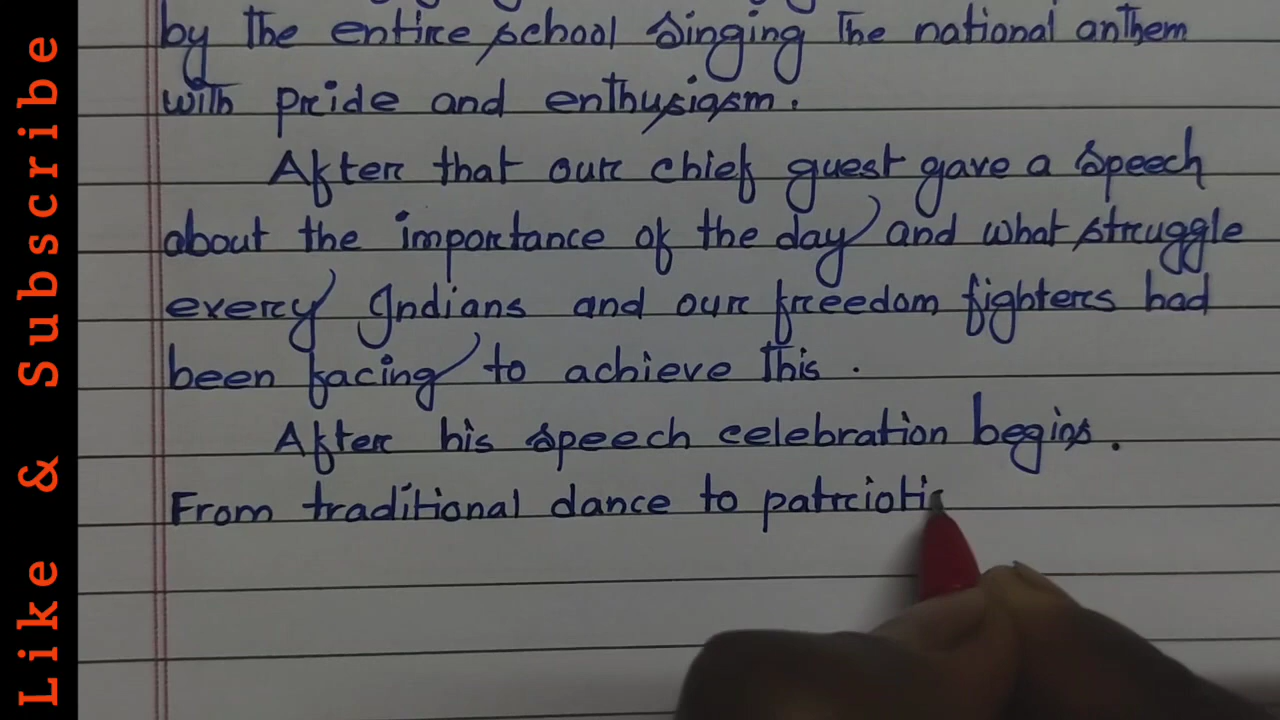 Like & Subscribe
by the entire school singing the national anthem
with pride and enthusiasm.
After that our chief guest gave a speech
about the importance of the day and what struggle
every Indians and our freedom fighters had
been facing to achieve this.
After his speech celebration begins.
From traditional dance to patriotic